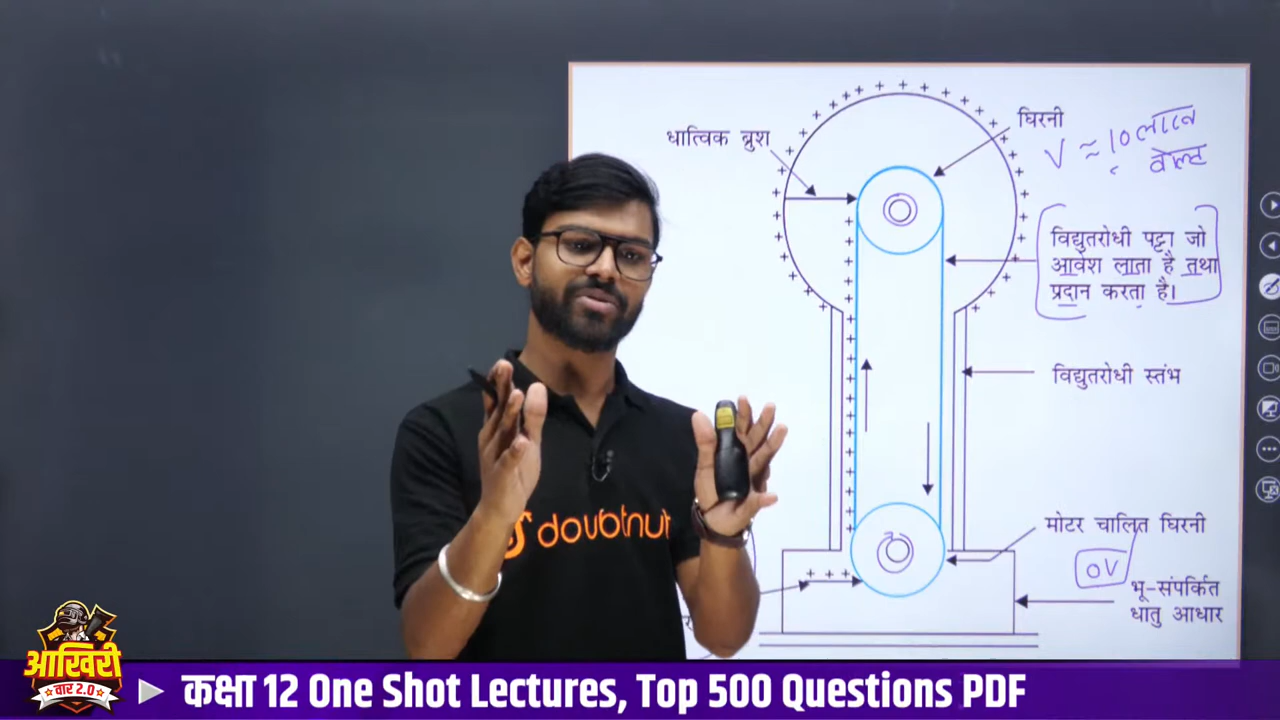 धात्विक ब्रुश
घिरनी
V ≈ 10 लाख
वोल्ट
विद्युतरोधी पट्टा जो
आवेश लाता है तथा
प्रदान करता है।
विद्युतरोधी स्तंभ
मोटर चालित घिरनी
0V
भू-संपर्कित
धातु आधार
doubtnut
आखिरी
वार 2.0
कक्षा 12 One Shot Lectures, Top 500 Questions PDF